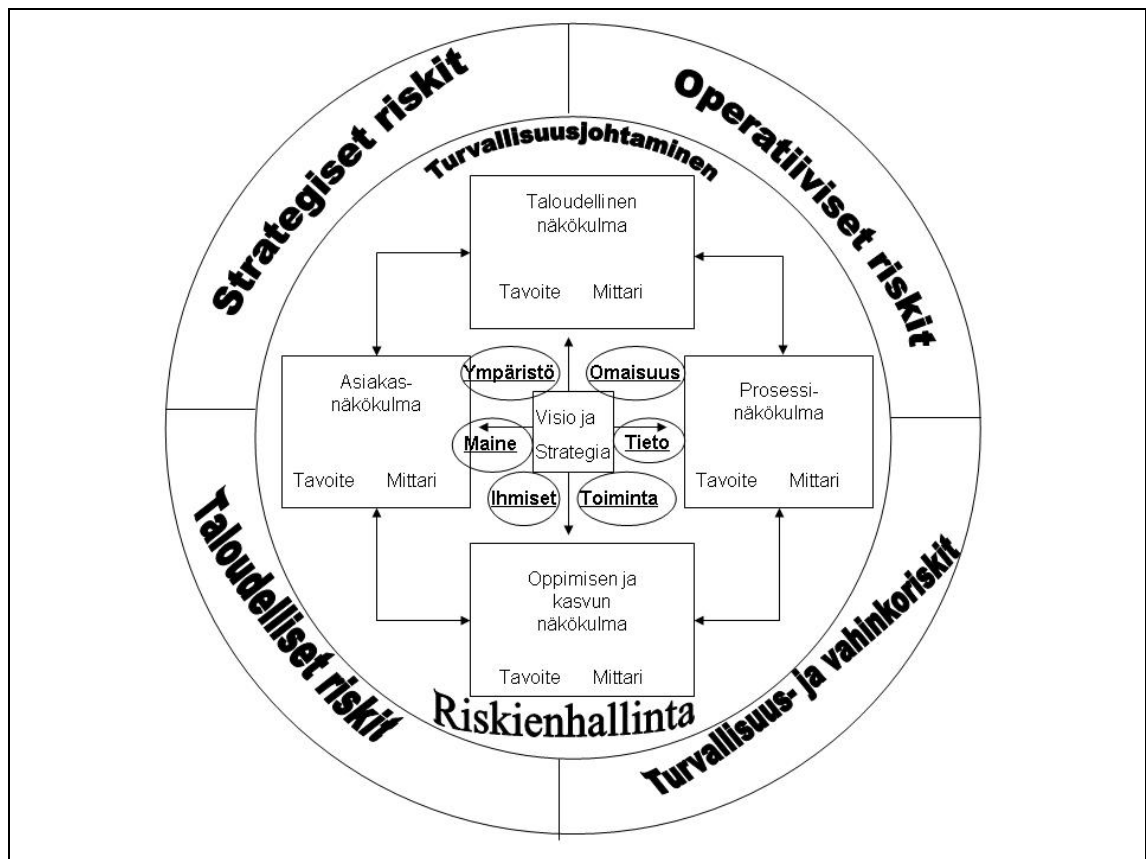 Strategiset riskit
Operatiiviset riskit
Turvallisuusjohtaminen
Taloudellinen
näkökulma
Tavoite Mittari
Ympäristö
Omaisuus
Asiakas-
näkökulma
Tavoite Mittari
Visio ja
Strategia
Maine
Tieto
Ihmiset
Toiminta
Prosessi-
näkökulma
Tavoite Mittari
Oppimisen ja
kasvun
näkökulma
Tavoite Mittari
Riskienhallinta
Taloudelliset riskit
Turvallisuus- ja vahinkoriskit